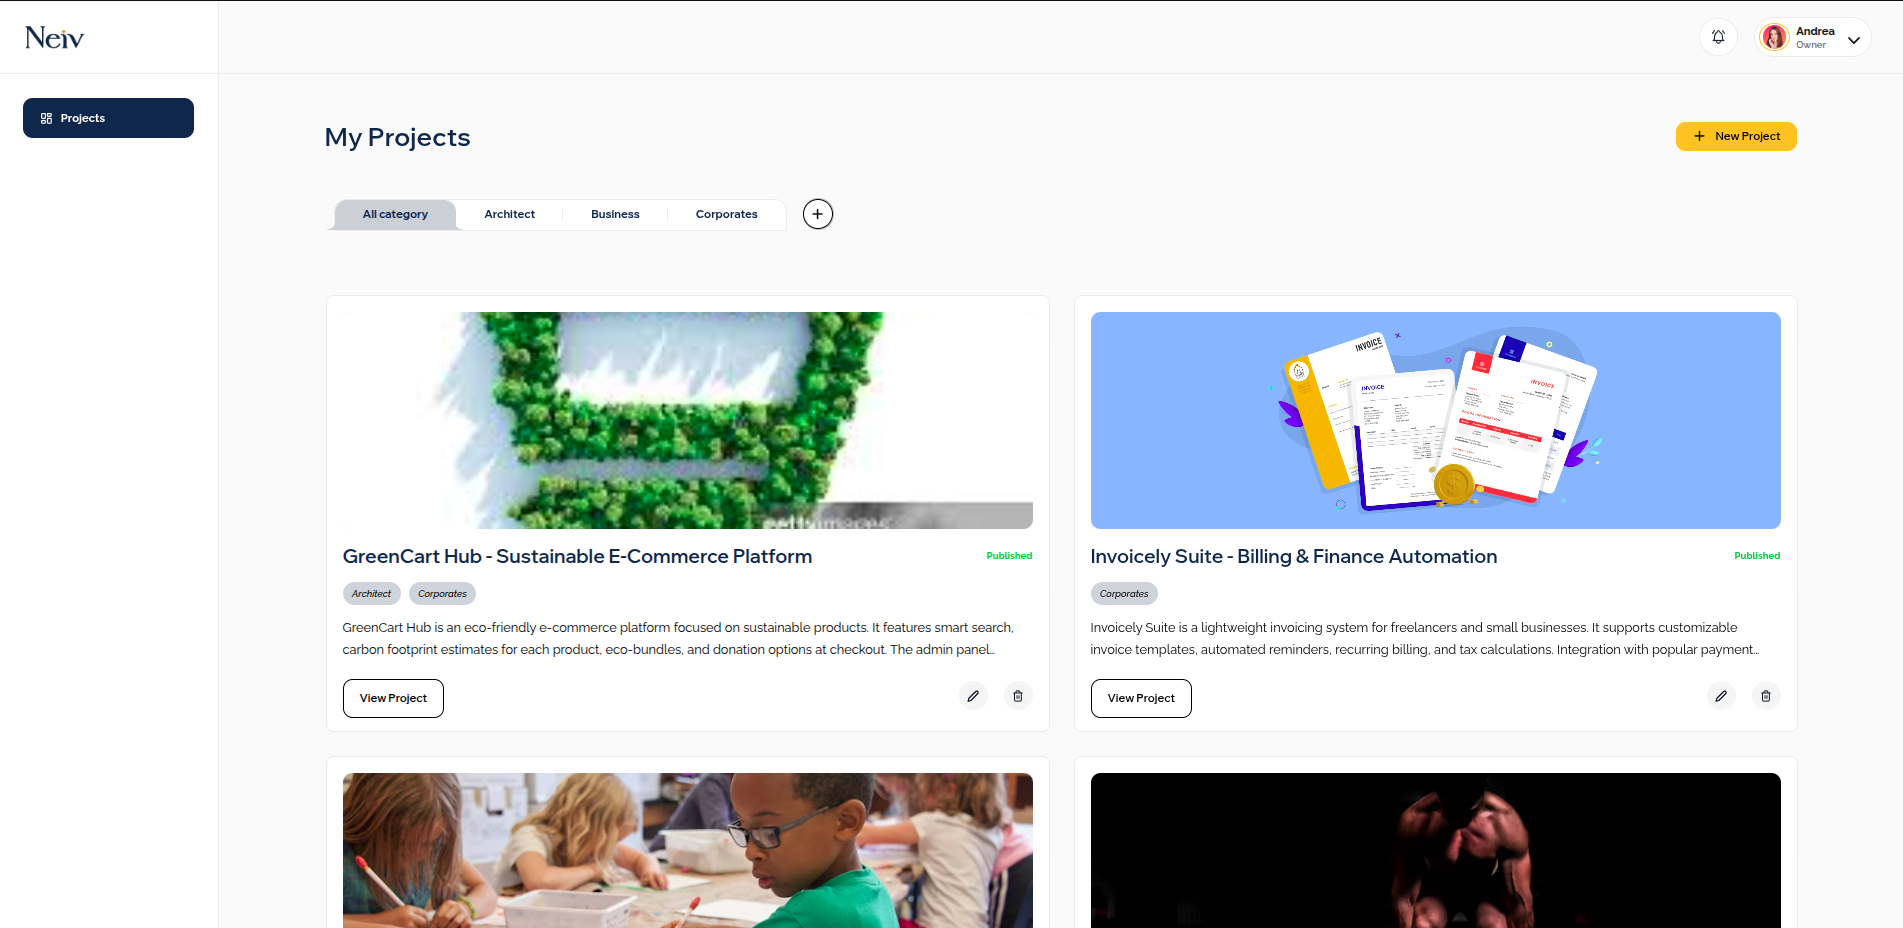 Neiv
Andrea
Owner
Projects
My Projects
New Project
All category
Architect
Business
Corporates
INVOICE
INVOICE
INVOICE
GreenCart Hub - Sustainable E-Commerce Platform
Published
Architect
Corporates
GreenCart Hub is an eco-friendly e-commerce platform focused on sustainable products. It features smart search,
carbon footprint estimates for each product, eco-bundles, and donation options at checkout. The admin panel...
View Project
Invoicely Suite - Billing & Finance Automation
Published
Corporates
Invoicely Suite is a lightweight invoicing system for freelancers and small businesses. It supports customizable
invoice templates, automated reminders, recurring billing, and tax calculations. Integration with popular payment...
View Project